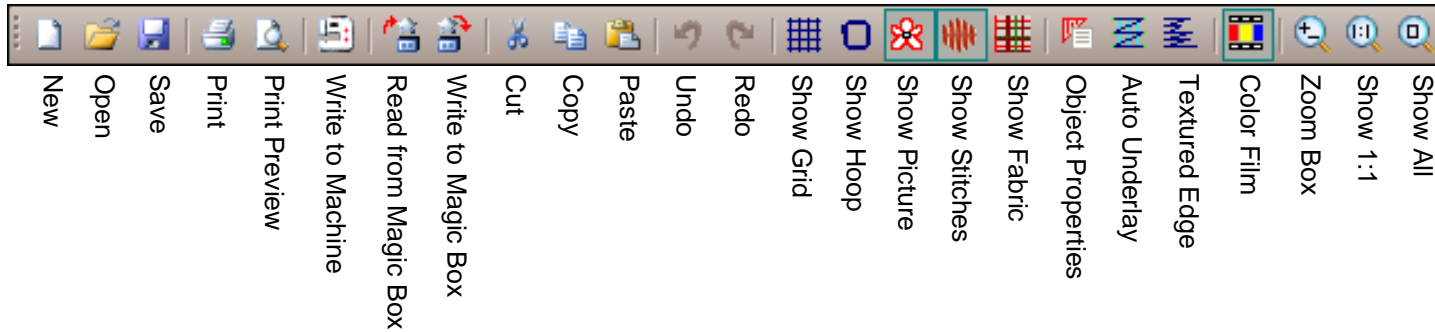 New
Open
Save
Print
Print Preview
Write to Machine
Read from Magic Box
Write to Magic Box
Cut
Copy
Paste
Undo
Redo
Show Grid
Show Hoop
Show Picture
Show Stitches
Show Fabric
Object Properties
Auto Underlay
Textured Edge
Color Film
Zoom Box
Show 1:1
Show All